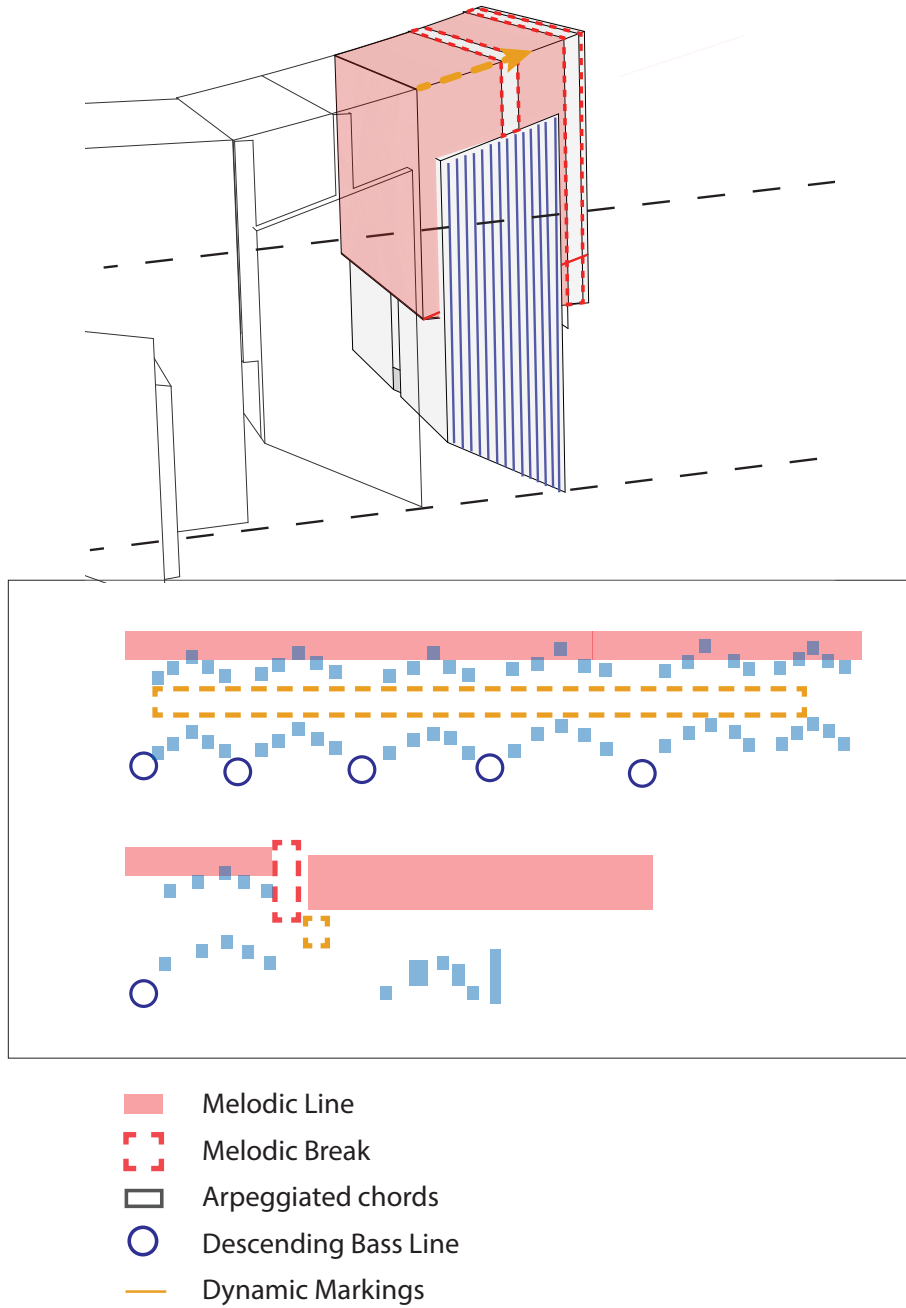 Melodic Line
Melodic Break
Arpeggiated chords
Descending Bass Line
Dynamic Markings